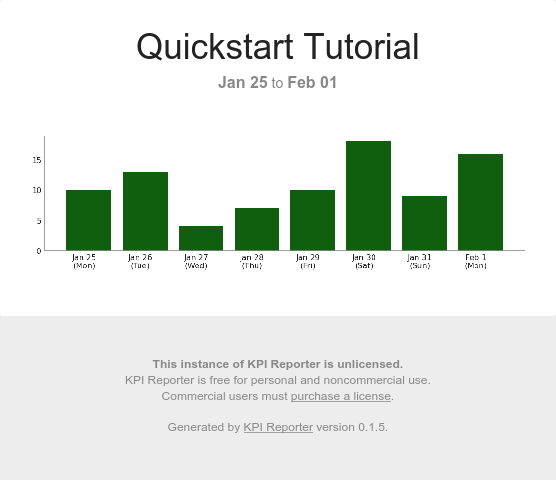 Quickstart Tutorial
Jan 25 to Feb 01
15
10
5
0
Jan 25 Jan 26 Jan 27 Jan 28 Jan 29 Jan 30 Jan 31 Feb 1
(Mon) (Tue) (Wed) (Thu) (Fri) (Sat) (Sun) (Mon)
This instance of KPI Reporter is unlicensed.
KPI Reporter is free for personal and noncommercial use.
Commercial users must purchase a license.
Generated by KPI Reporter version 0.1.5.